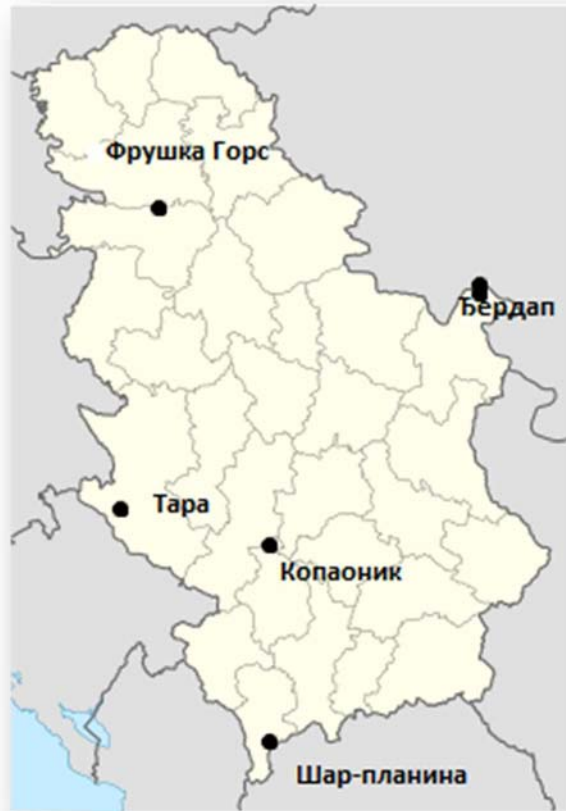 Фрушка Горс
Ђердап
Тара
Копаоник
Шар-планина